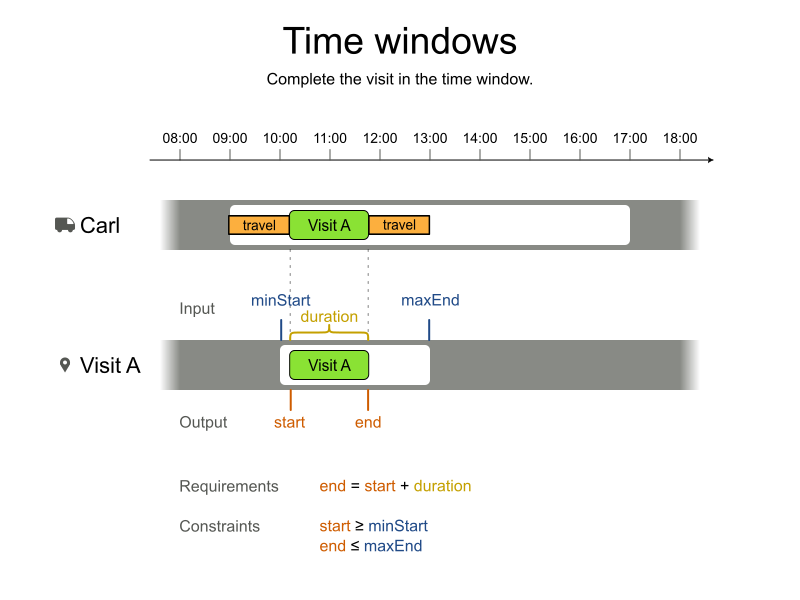 Time windows
Complete the visit in the time window.
08:00 09:00 10:00 11:00 12:00 13:00 14:00 15:00 16:00 17:00 18:00
Carl
travel Visit A travel
Input
minStart
maxEnd
duration
Visit A
Visit A
Output
start
end
Requirements
end = start + duration
Constraints
start ≥ minStart
end ≤ maxEnd